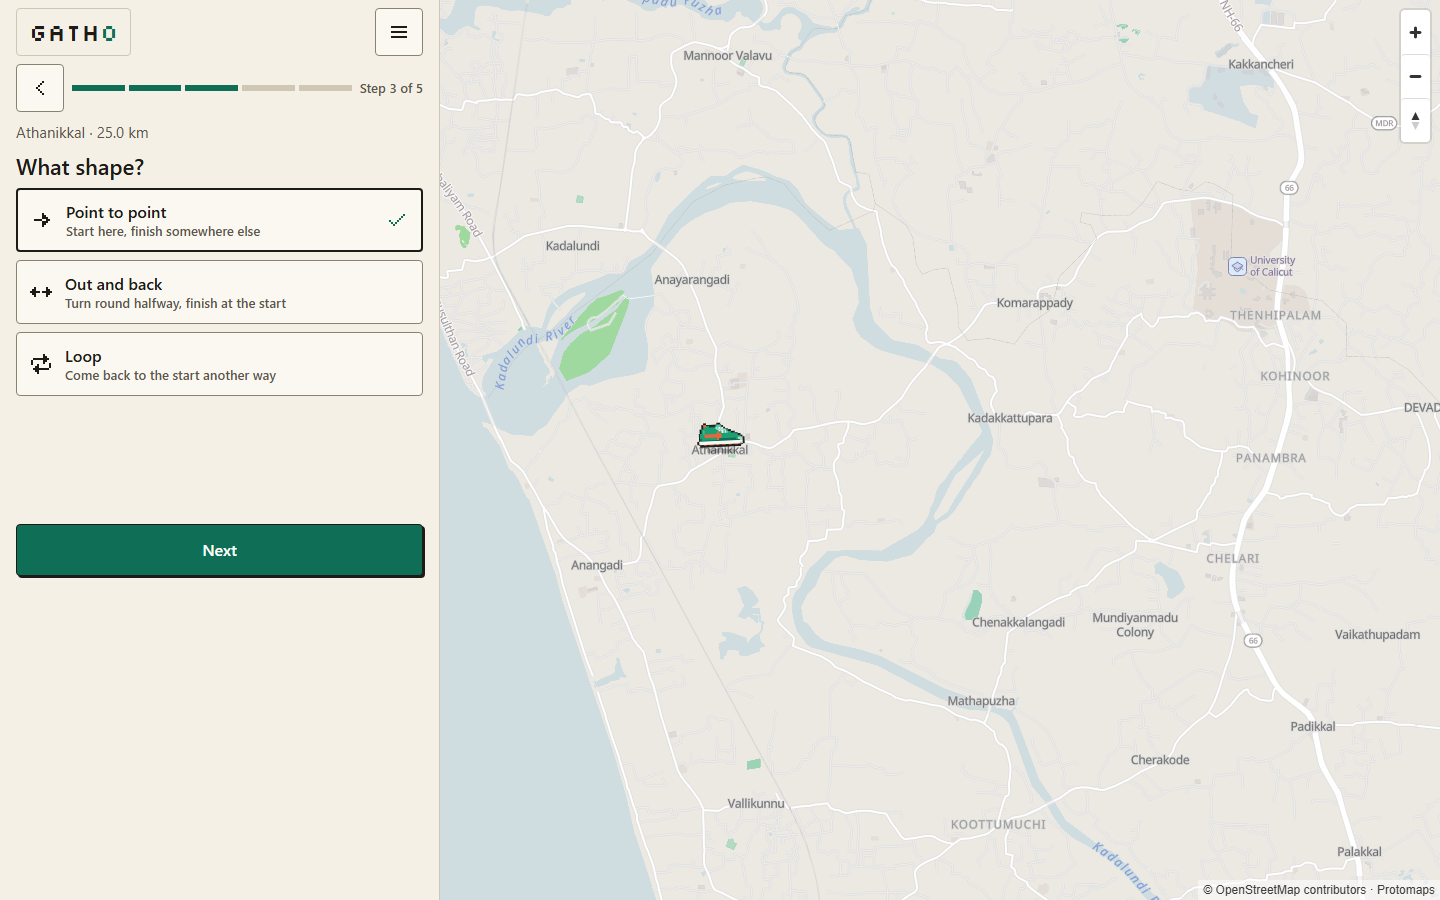 GATHO
Step 3 of 5
Athanikkal · 25.0 km
What shape?
Point to point
Start here, finish somewhere else
Out and back
Turn round halfway, finish at the start
Loop
Come back to the start another way
Next
Mannoor Valavu
NH-66
Kakkancheri
MDR
66
Kadalundi
Anayarangadi
University
of Calicut
Komarappady
THENHIPALAM
Kadalundi River
KOHINOOR
Kadakkattupara
DEVAD
Athanikkal
PANAMBRA
Anangadi
CHELARI
Chenakkalangadi
Mundiyanmadu
Colony
66
Vaikathupadam
Mathapuzha
Padikkal
Cherakode
Vallikunnu
KOOTTUMUCHI
Palakkal
Kadalundi
© OpenStreetMap contributors · Protomaps